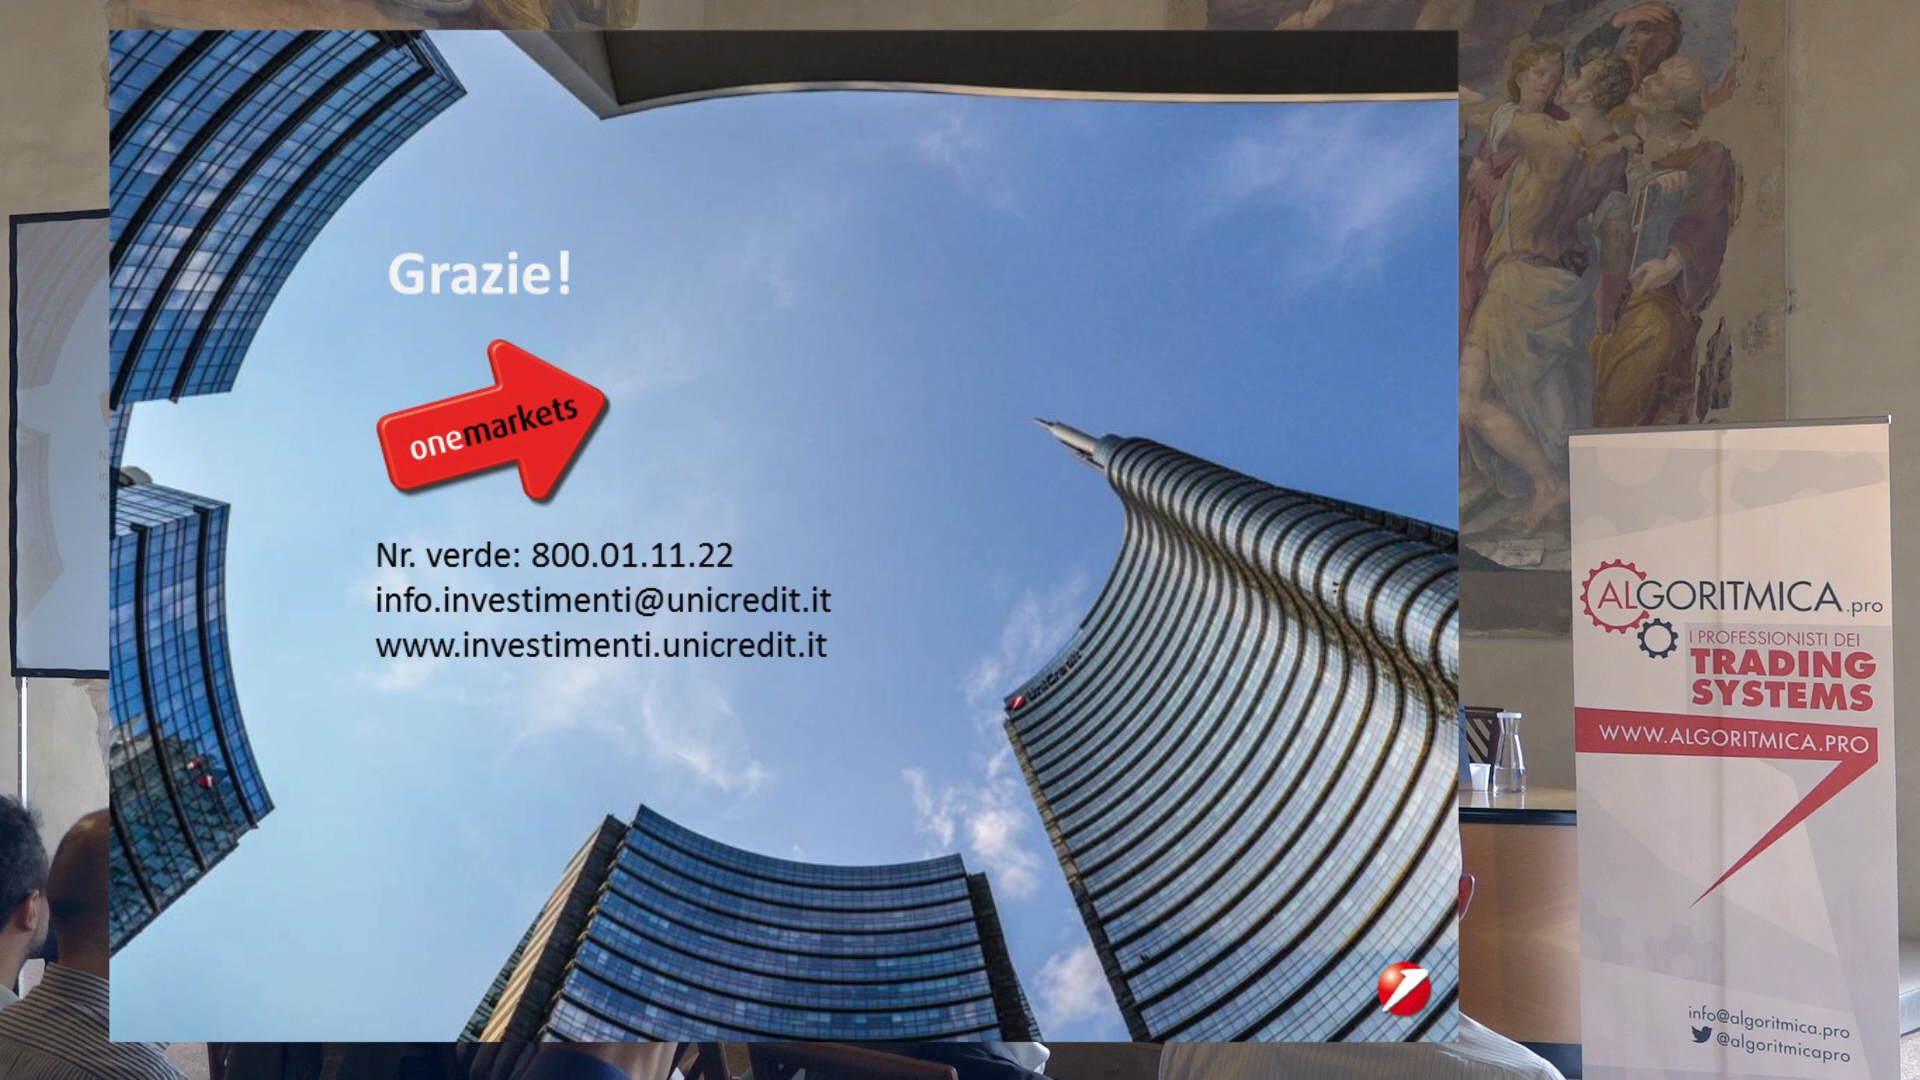 Grazie!
onemarkets
Nr. verde: 800.01.11.22
info.investimenti@unicredit.it
www.investimenti.unicredit.it
UniCredit
ALGORITMICA.pro
I PROFESSIONISTI DEI
TRADING
SYSTEMS
WWW.ALGORITMICA.PRO
info@algoritmica.pro
@algoritmicapro